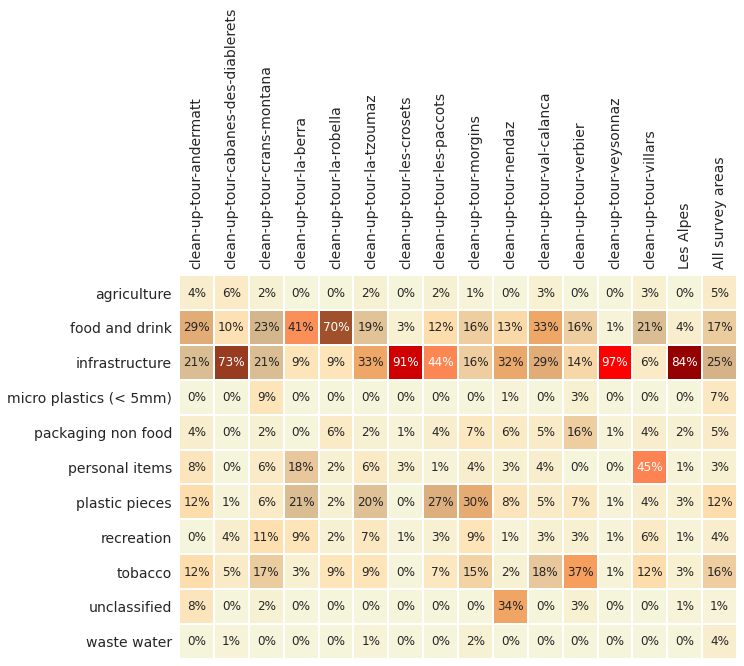 clean-up-tour-andermatt
clean-up-tour-cabanes-des-diablerets
clean-up-tour-crans-montana
clean-up-tour-la-berra
clean-up-tour-la-robella
clean-up-tour-la-tzoumaz
clean-up-tour-les-crosets
clean-up-tour-les-paccots
clean-up-tour-morgins
clean-up-tour-nendaz
clean-up-tour-val-calanca
clean-up-tour-verbier
clean-up-tour-veysonnaz
clean-up-tour-villars
Les Alpes
All survey areas
agriculture 4% 6% 2% 0% 0% 2% 0% 2% 1% 0% 3% 0% 0% 3% 0% 5%
food and drink 29% 10% 23% 41% 70% 19% 3% 12% 16% 13% 33% 16% 1% 21% 4% 17%
infrastructure 21% 73% 21% 9% 9% 33% 91% 44% 16% 32% 29% 14% 97% 6% 84% 25%
micro plastics (< 5mm) 0% 0% 9% 0% 0% 0% 0% 0% 0% 1% 0% 3% 0% 0% 0% 7%
packaging non food 4% 0% 2% 0% 6% 2% 1% 4% 7% 6% 5% 16% 1% 4% 2% 5%
personal items 8% 0% 6% 18% 2% 6% 3% 1% 4% 3% 4% 0% 0% 45% 1% 3%
plastic pieces 12% 1% 6% 21% 2% 20% 0% 27% 30% 8% 5% 7% 1% 4% 3% 12%
recreation 0% 4% 11% 9% 2% 7% 1% 3% 9% 1% 3% 3% 1% 6% 1% 4%
tobacco 12% 5% 17% 3% 9% 9% 0% 7% 15% 2% 18% 37% 1% 12% 3% 16%
unclassified 8% 0% 2% 0% 0% 0% 0% 0% 0% 34% 0% 3% 0% 0% 1% 1%
waste water 0% 1% 0% 0% 0% 1% 0% 0% 2% 0% 0% 0% 0% 0% 0% 4%